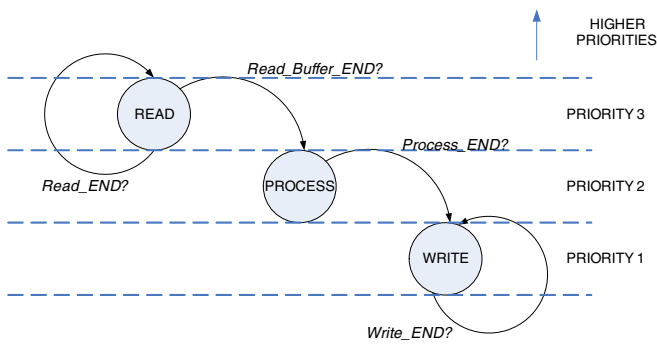 HIGHER
PRIORITIES
Read_Buffer_END?
READ
PRIORITY 3
Process_END?
Read_END?
PROCESS
PRIORITY 2
WRITE
PRIORITY 1
Write_END?